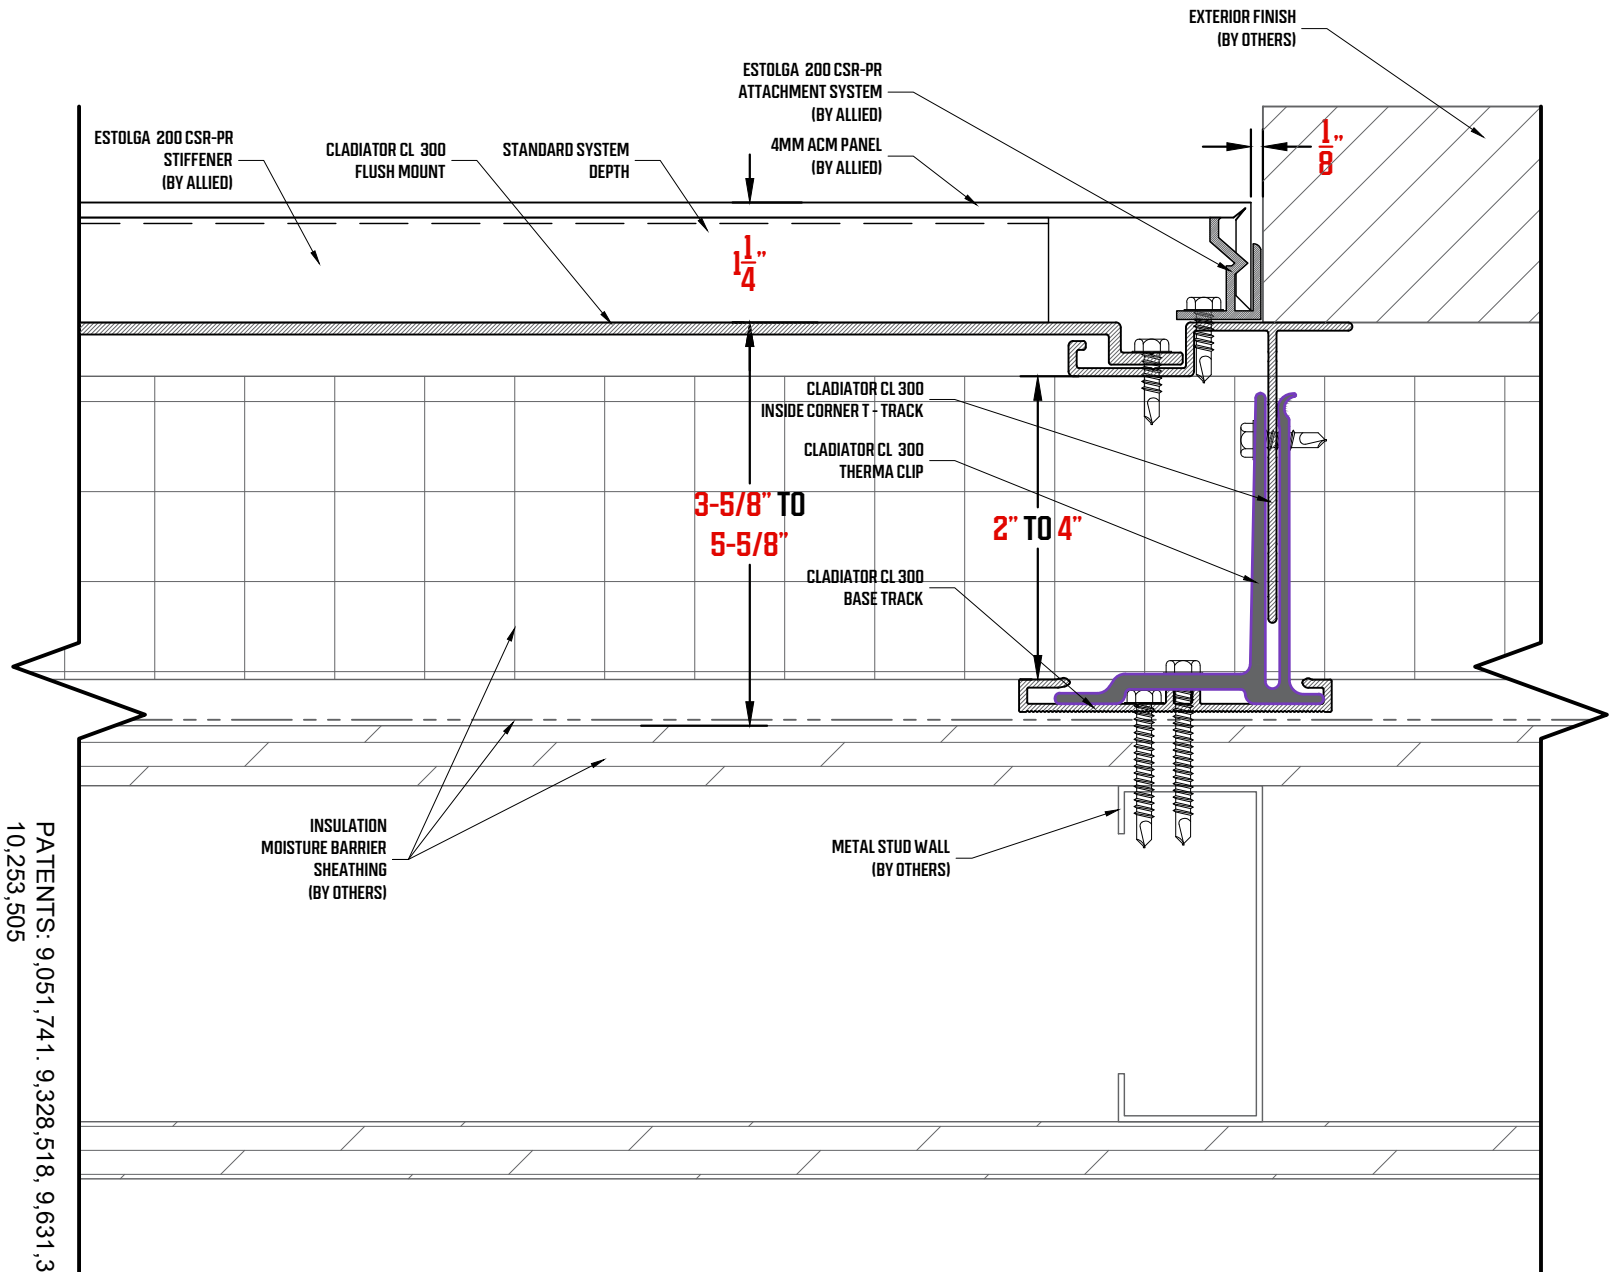 EXTERIOR FINISH
(BY OTHERS)
ESTOLGA 200 CSR-PR
ATTACHMENT SYSTEM
(BY ALLIED)
4MM ACM PANEL
(BY ALLIED)
ESTOLGA 200 CSR-PR
STIFFENER
(BY ALLIED)
CLADIATOR CL 300
FLUSH MOUNT
STANDARD SYSTEM
DEPTH
1/8"
1 1/4"
CLADIATOR CL 300
INSIDE CORNER T - TRACK
CLADIATOR CL 300
THERMA CLIP
3-5/8" TO
5-5/8"
2" TO 4"
CLADIATOR CL 300
BASE TRACK
INSULATION
MOISTURE BARRIER
SHEATHING
(BY OTHERS)
METAL STUD WALL
(BY OTHERS)
PATENTS: 9,051,741. 9,328,518, 9,631,3
10,253,505